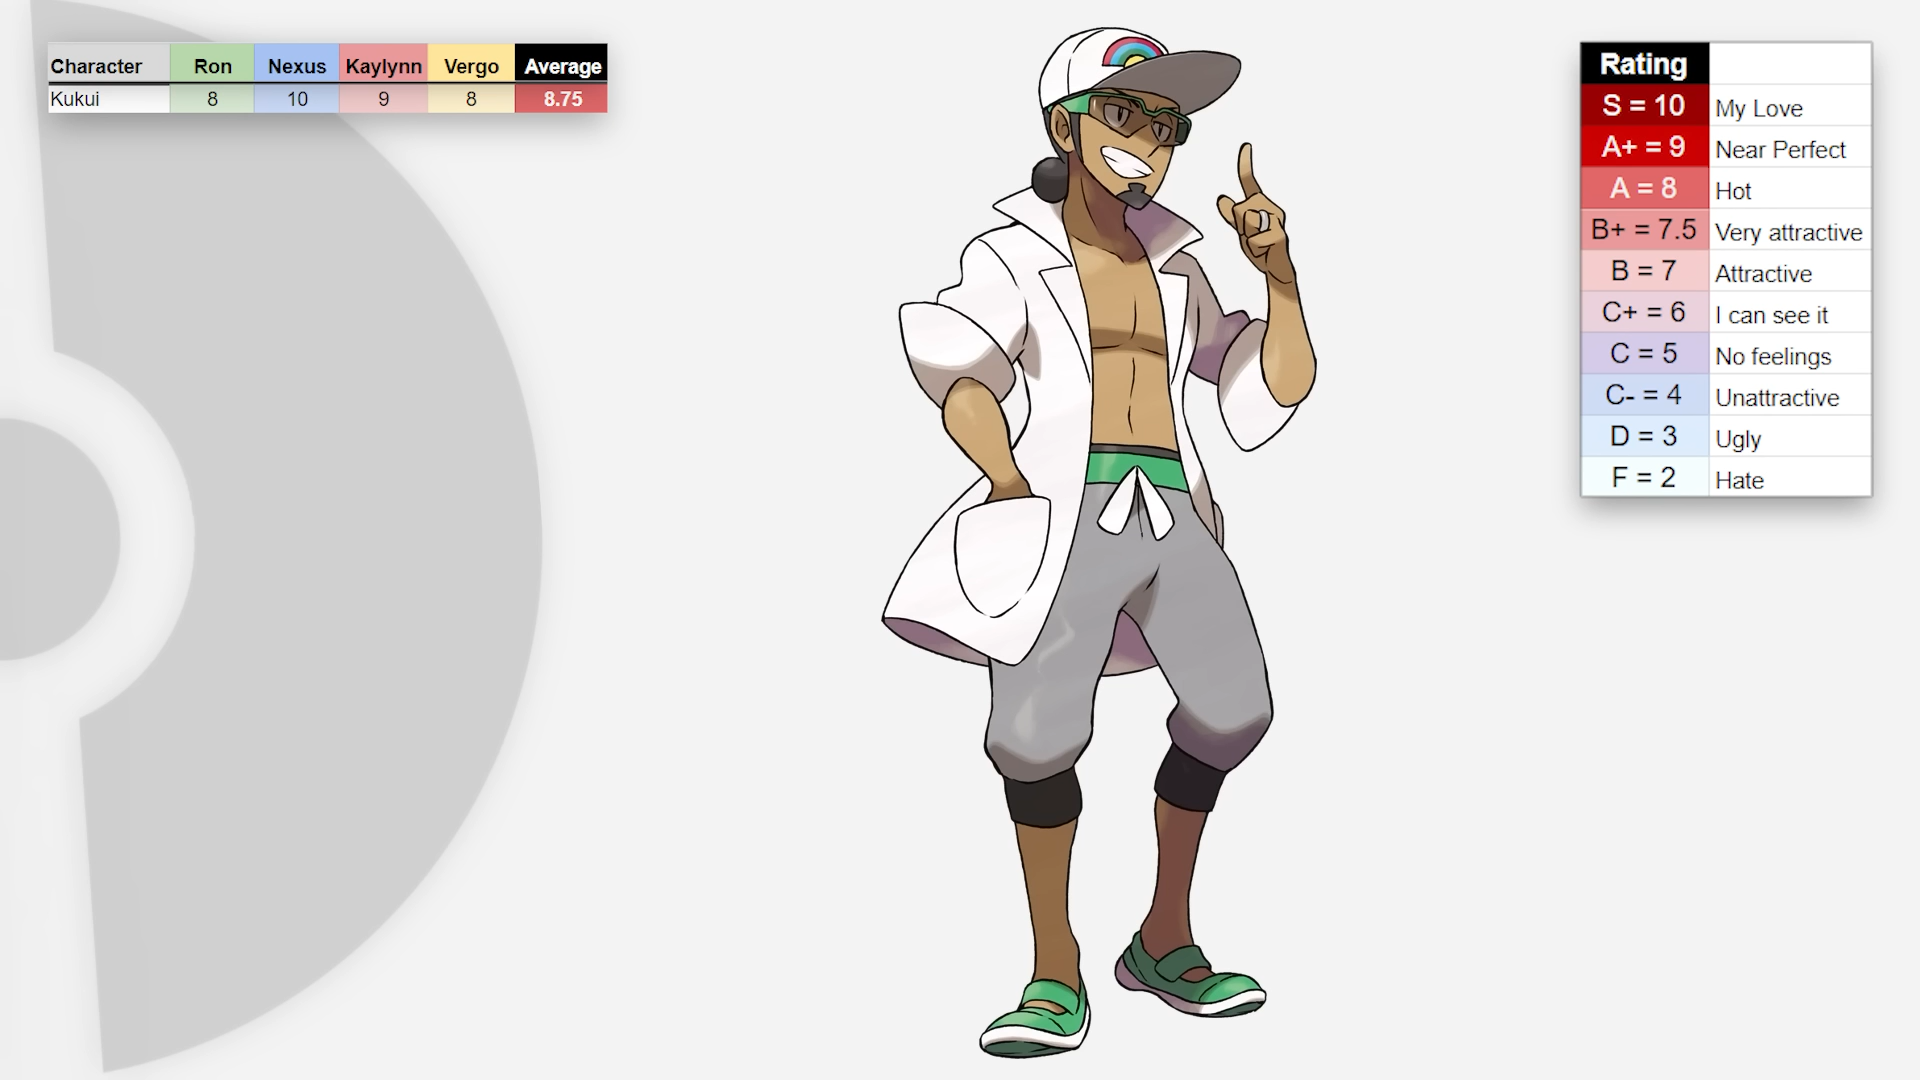 Character Ron Nexus Kaylynn Vergo Average
Kukui 8 10 9 8 8.75
Rating
S = 10 My Love
A+ = 9 Near Perfect
A = 8 Hot
B+ = 7.5 Very attractive
B = 7 Attractive
C+ = 6 I can see it
C = 5 No feelings
C- = 4 Unattractive
D = 3 Ugly
F = 2 Hate